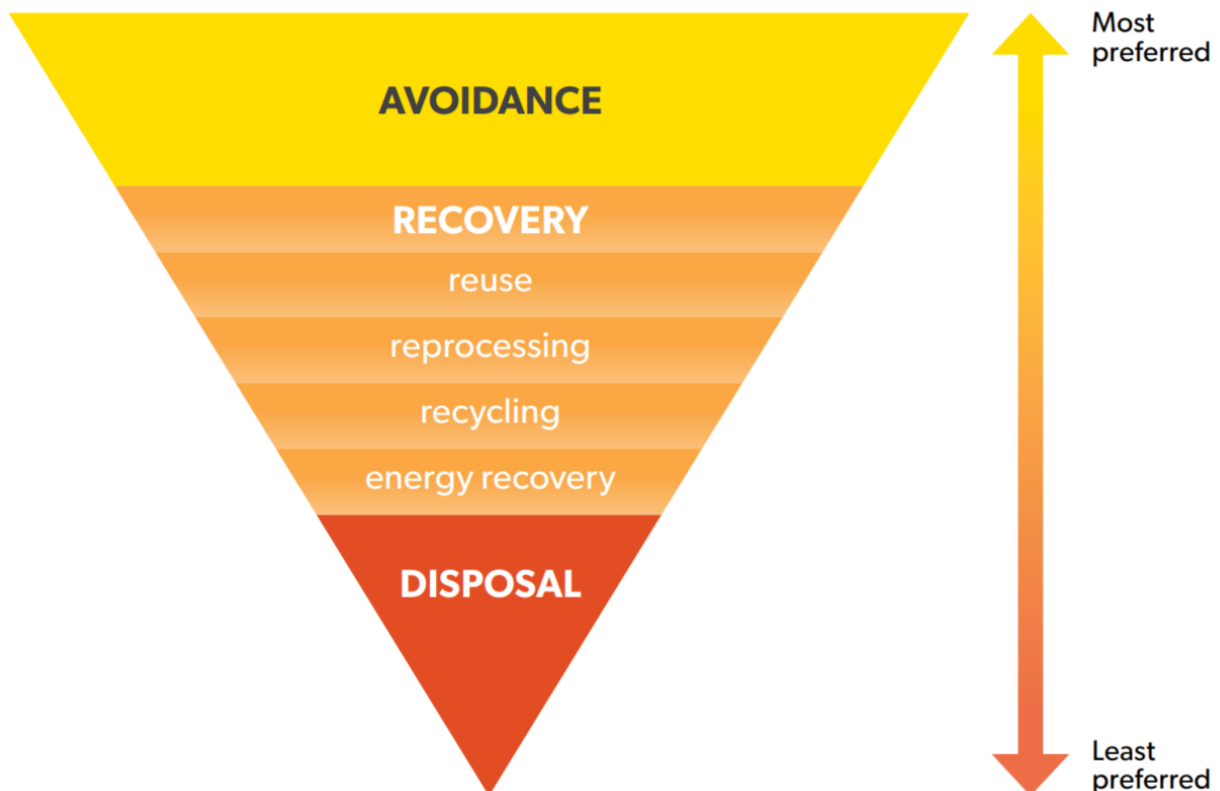 Most
preferred
AVOIDANCE
RECOVERY
reuse
reprocessing
recycling
energy recovery
DISPOSAL
Least
preferred